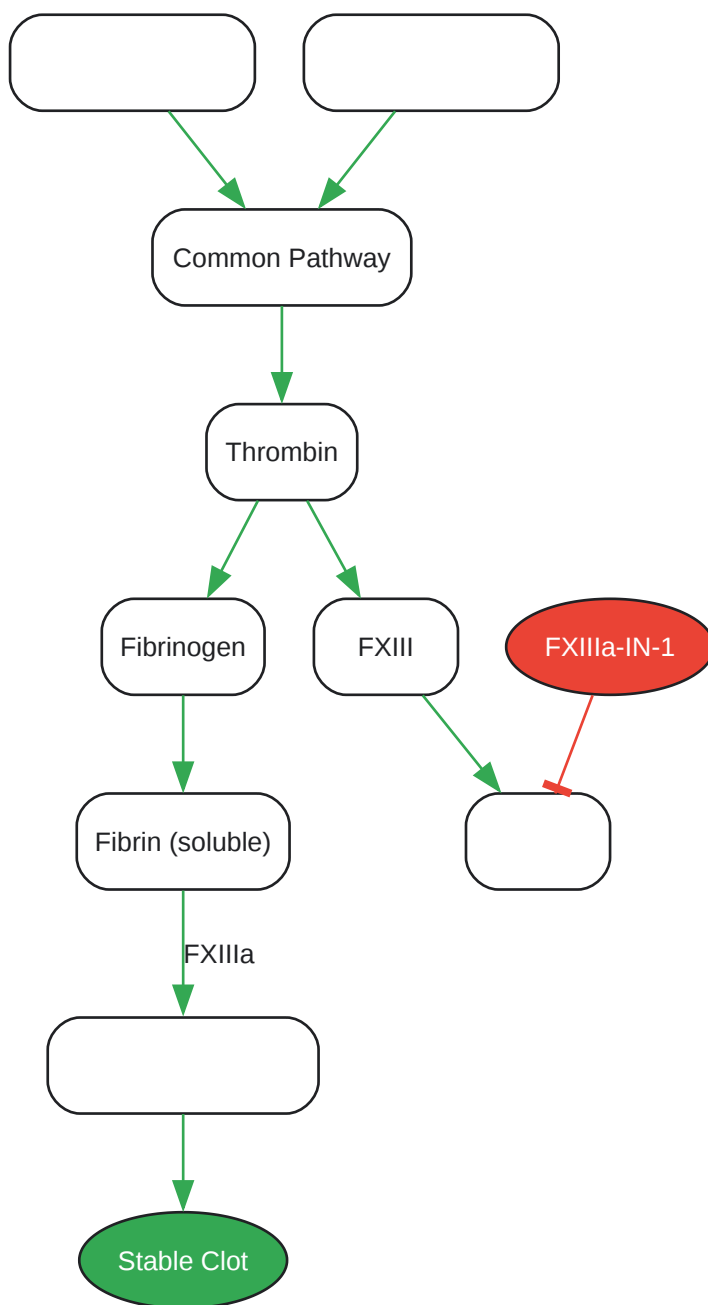 Common Pathway
Thrombin
Fibrinogen
FXIII
FXIIIa-IN-1
Fibrin (soluble)
FXIIIa
Stable Clot